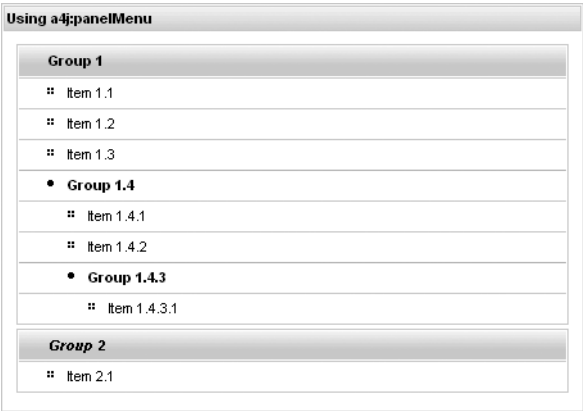 Using a4j:panelMenu
Group 1
Item 1.1
Item 1.2
Item 1.3
Group 1.4
Item 1.4.1
Item 1.4.2
Group 1.4.3
Item 1.4.3.1
Group 2
Item 2.1